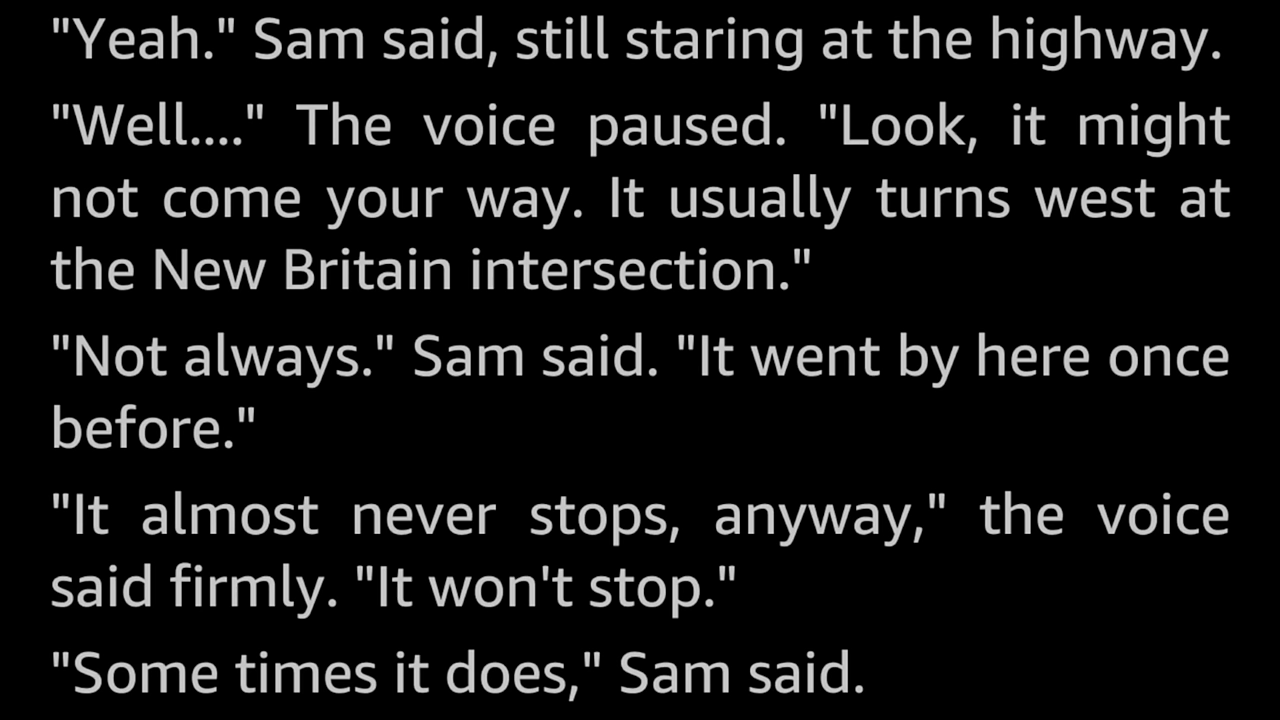 "Yeah." Sam said, still staring at the highway.
"Well...." The voice paused. "Look, it might
not come your way. It usually turns west at
the New Britain intersection."
"Not always." Sam said. "It went by here once
before."
"It almost never stops, anyway," the voice
said firmly. "It won't stop."
"Some times it does," Sam said.